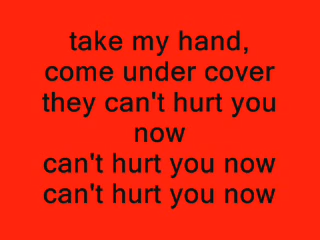 take my hand,
come under cover
they can't hurt you
now
can't hurt you now
can't hurt you now